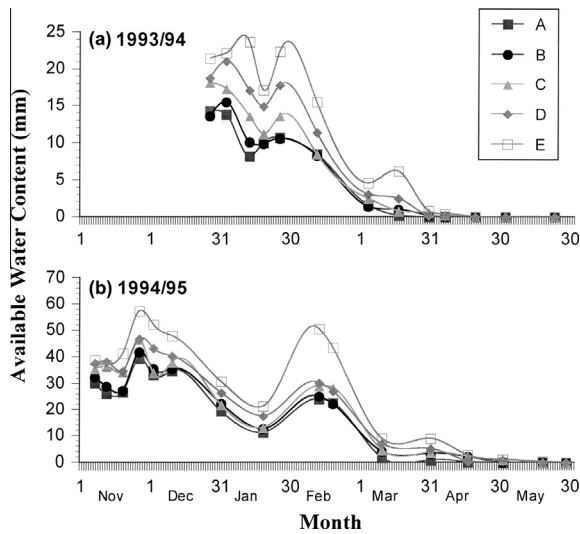 (a) 1993/94
A
B
C
D
E
25
20
15
10
5
0
1 1 31 30 1 31 30 30
Available Water Content (mm)
(b) 1994/95
70
60
50
40
30
20
10
0
1 1 31 30 1 31 30 30
Nov Dec Jan Feb Mar Apr May
Month